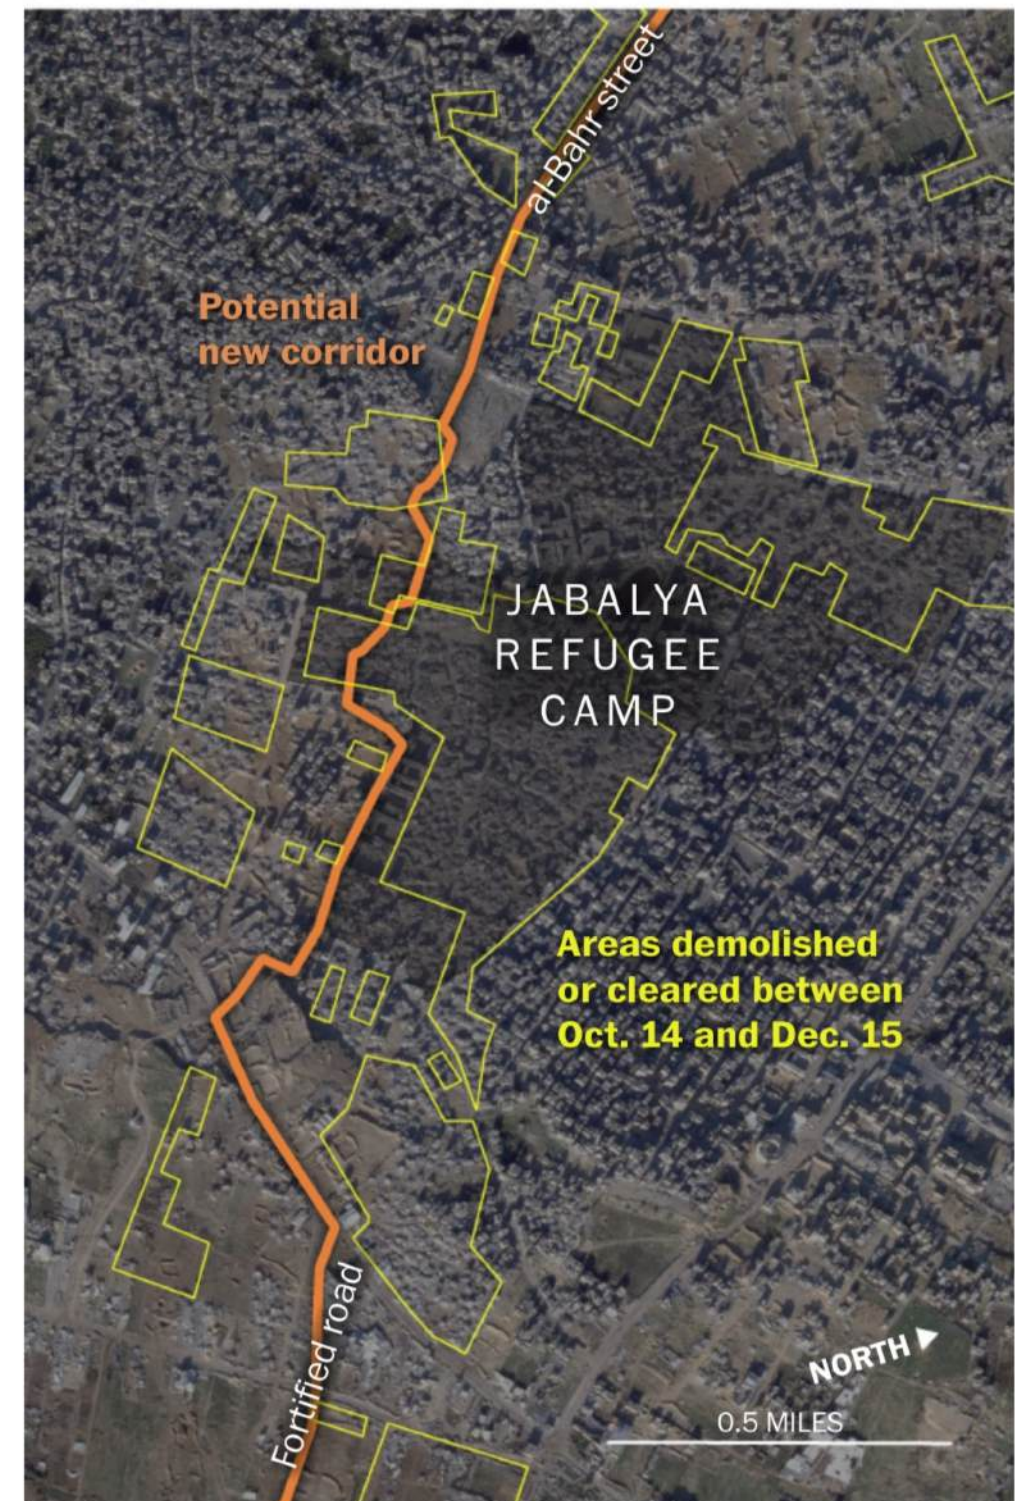 al-Bahr street
Potential
new corridor
JABALYA
REFUGEE
CAMP
Areas demolished
or cleared between
Oct. 14 and Dec. 15
Fortified road
NORTH
0.5 MILES